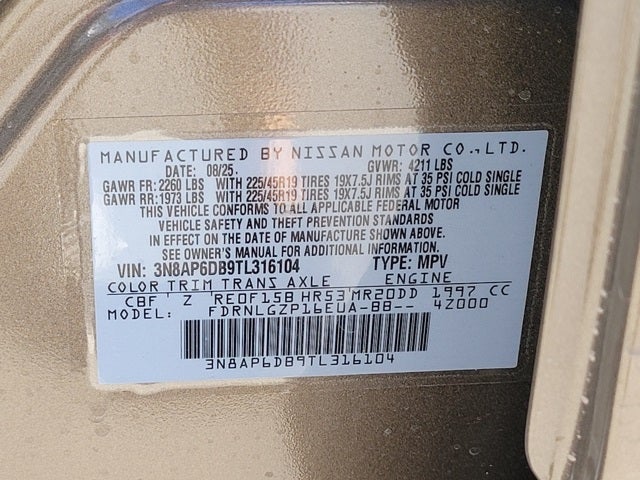 MANUFACTURED BY NISSAN MOTOR CO.,LTD.
DATE: 08/25. GVWR: 4211 LBS
GAWR FR: 2260 LBS WITH 225/45R19 TIRES 19X7.5J RIMS AT 35 PSI COLD SINGLE
GAWR RR: 1973 LBS WITH 225/45R19 TIRES 19X7.5J RIMS AT 35 PSI COLD SINGLE
THIS VEHICLE CONFORMS TO ALL APPLICABLE FEDERAL MOTOR
VEHICLE SAFETY AND THEFT PREVENTION STANDARDS
IN EFFECT ON THE DATE OF MANUFACTURE SHOWN ABOVE.
SEE OWNER'S MANUAL FOR ADDITIONAL INFORMATION.
VIN: 3N8AP6DB9TL316104 TYPE: MPV
COLOR TRIM TRANS AXLE ENGINE
CBF Z RE0F15B HR53 MR20DD 1997 CC
MODEL: FDRNLGZP16EUA-BB-- 4Z000
3N8AP6DB9TL316104